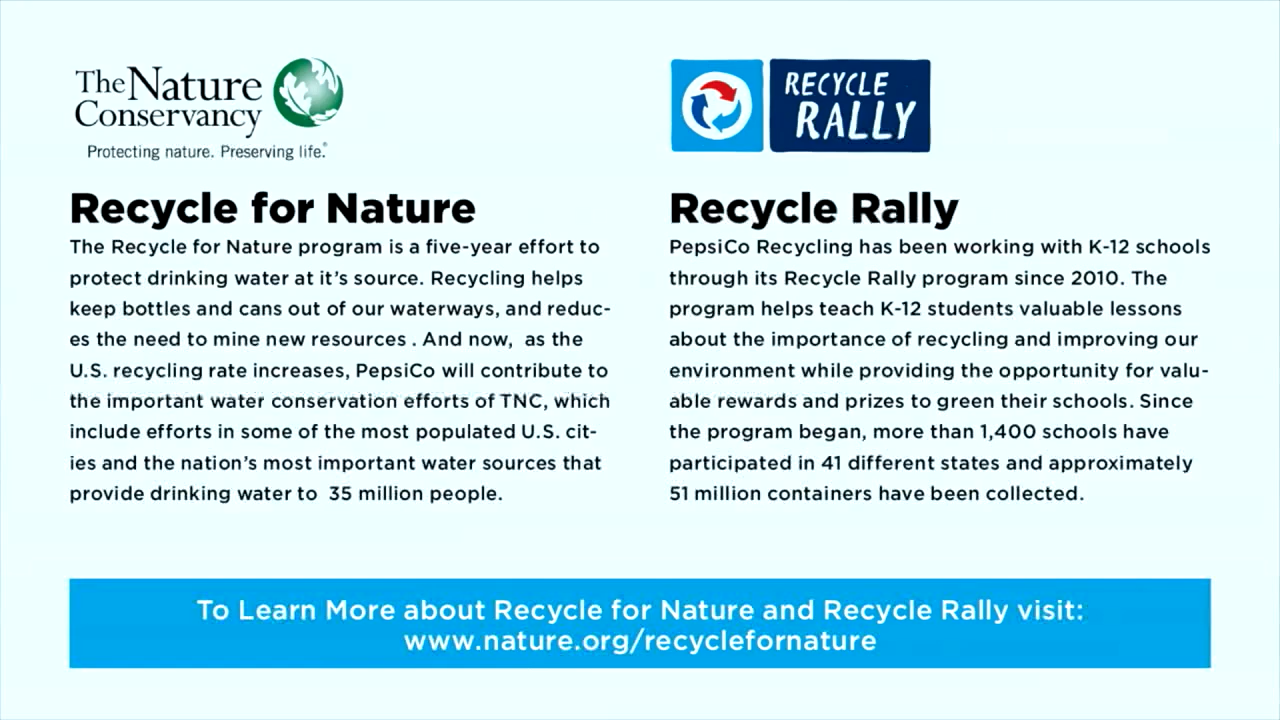 The Nature
Conservancy
Protecting nature. Preserving life.®
Recycle for Nature
The Recycle for Nature program is a five-year effort to
protect drinking water at it's source. Recycling helps
keep bottles and cans out of our waterways, and reduc-
es the need to mine new resources . And now,  as the
U.S. recycling rate increases, PepsiCo will contribute to
the important water conservation efforts of TNC, which
include efforts in some of the most populated U.S. cit-
ies and the nation's most important water sources that
provide drinking water to  35 million people.
RECYCLE
RALLY
Recycle Rally
PepsiCo Recycling has been working with K-12 schools
through its Recycle Rally program since 2010. The
program helps teach K-12 students valuable lessons
about the importance of recycling and improving our
environment while providing the opportunity for valu-
able rewards and prizes to green their schools. Since
the program began, more than 1,400 schools have
participated in 41 different states and approximately
51 million containers have been collected.
To Learn More about Recycle for Nature and Recycle Rally visit:
www.nature.org/recyclefornature